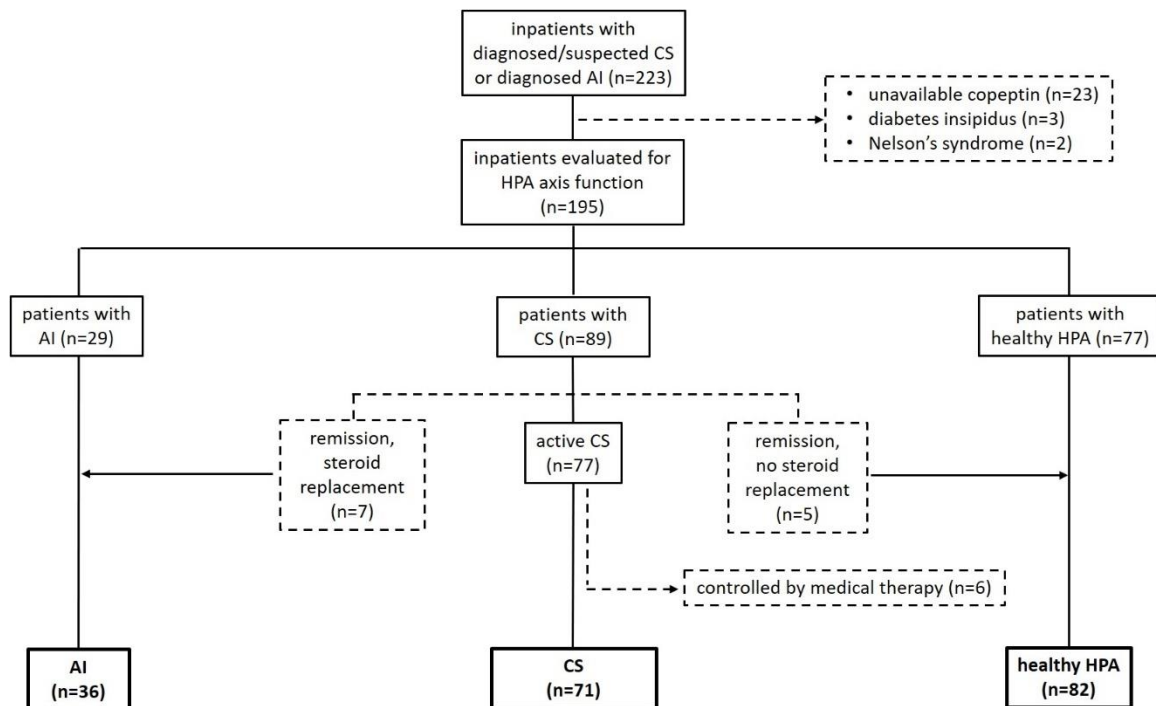 inpatients with
diagnosed/suspected CS
or diagnosed AI (n=223)
• unavailable copeptin (n=23)
• diabetes insipidus (n=3)
• Nelson's syndrome (n=2)
inpatients evaluated for
HPA axis function
(n=195)
patients with
AI (n=29)
patients with
CS (n=89)
patients with
healthy HPA (n=77)
remission,
steroid
replacement
(n=7)
active CS
(n=77)
remission,
no steroid
replacement
(n=5)
controlled by medical therapy (n=6)
AI
(n=36)
CS
(n=71)
healthy HPA
(n=82)